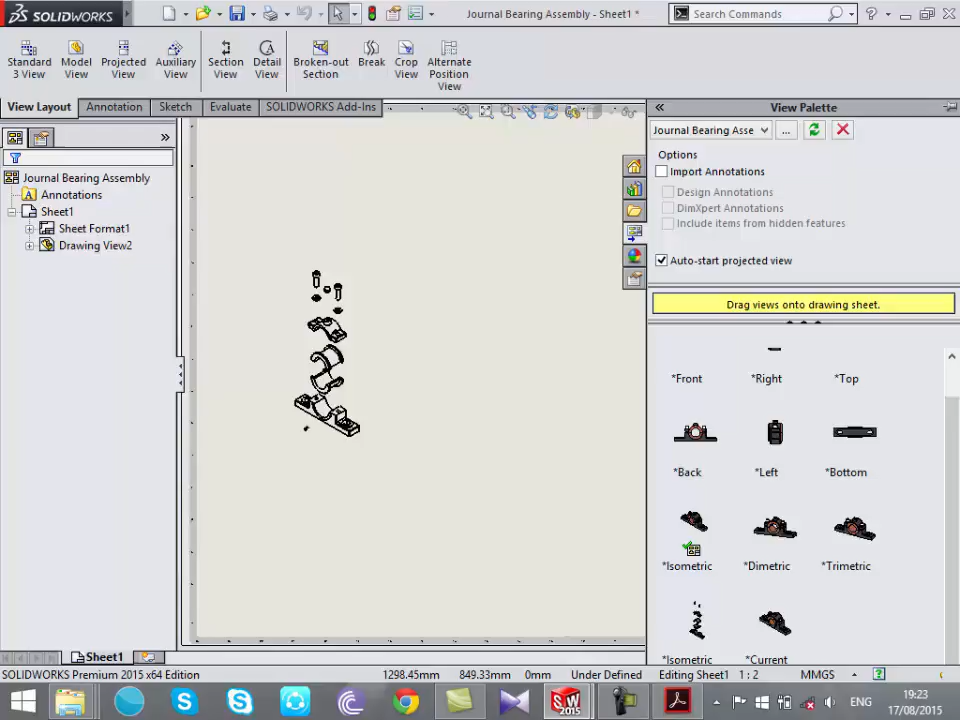 SOLIDWORKS
Journal Bearing Assembly - Sheet1 *
Search Commands
Standard 3 View
Model View
Projected View
Auxiliary View
Section View
Detail View
Broken-out Section
Break
Crop View
Alternate Position View
View Layout
Annotation
Sketch
Evaluate
SOLIDWORKS Add-Ins
View Palette
Journal Bearing Asse
...
Options
Import Annotations
Design Annotations
DimXpert Annotations
Include items from hidden features
Auto-start projected view
Drag views onto drawing sheet.
Journal Bearing Assembly
Annotations
Sheet1
Sheet Format1
Drawing View2
*Front
*Right
*Top
*Back
*Left
*Bottom
*Isometric
*Dimetric
*Trimetric
*Isometric
*Current
Sheet1
SOLIDWORKS Premium 2015 x64 Edition
1298.45mm
849.33mm
0mm
Under Defined
Editing Sheet1
1 : 2
MMGS
ENG
19:23
17/08/2015